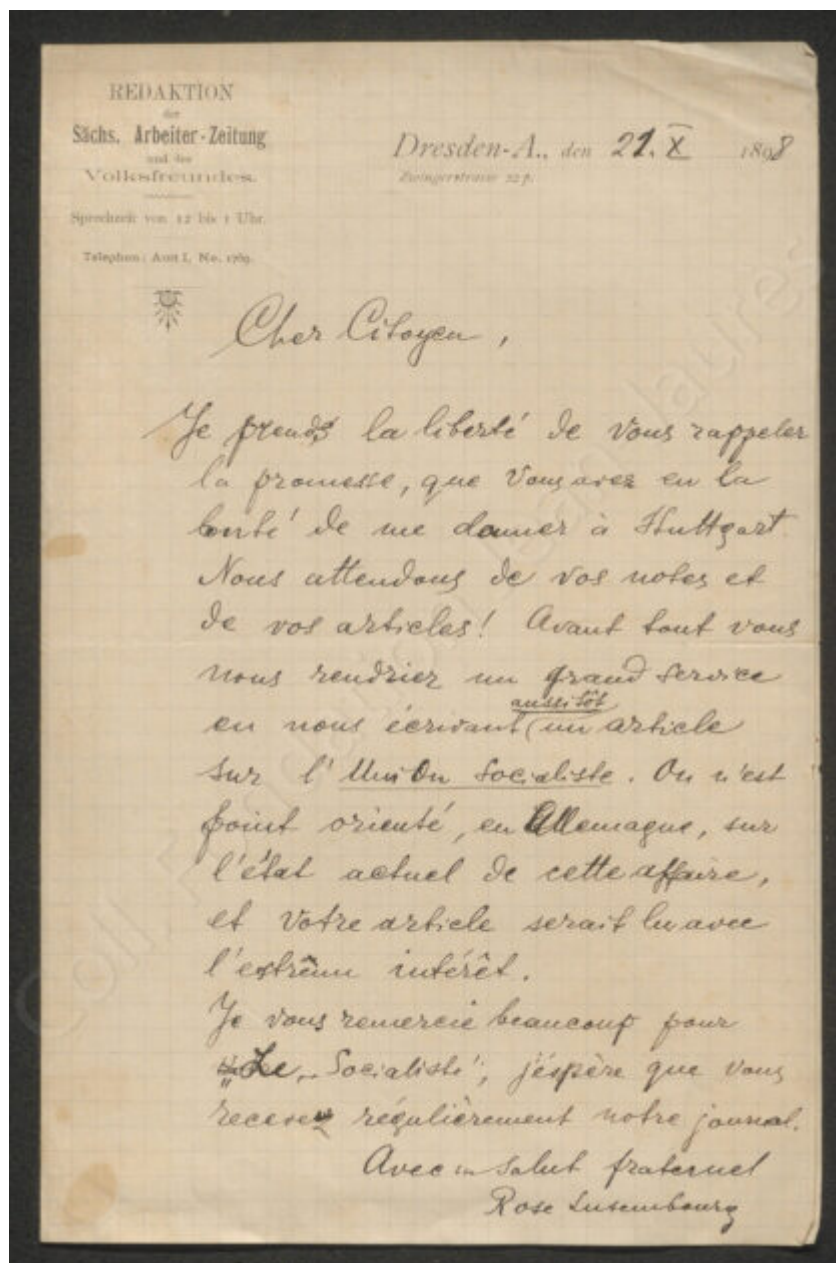 REDAKTION
der
Sächs. Arbeiter-Zeitung
und des
Volksfreundes.
Sprechzeit von 12 bis 1 Uhr.
Telephon: Amt I, No. 1769.
Dresden-A., den 21. X 1898
Zwingerstrasse 22 p.
Cher Citoyen,
Je prends la liberté de vous rappeler
la promesse, que vous avez eu la
bonté de me donner à Stuttgart.
Nous attendons de vos notes et
de vos articles! Avant tout vous
nous rendriez un grand service
aussitôt
en nous écrivant un article
sur l'Union Socialiste. On n'est
point orienté, en Allemagne, sur
l'état actuel de cette affaire,
et votre article serait lu avec
l'extrême intérêt.
Je vous remercie beaucoup pour
Le „Socialiste", j'éspère que vous
recevez régulièrement notre journal.
Avec un Salut fraternel
Rose Luxembourg
Coll. Fondation Jean Jaurès